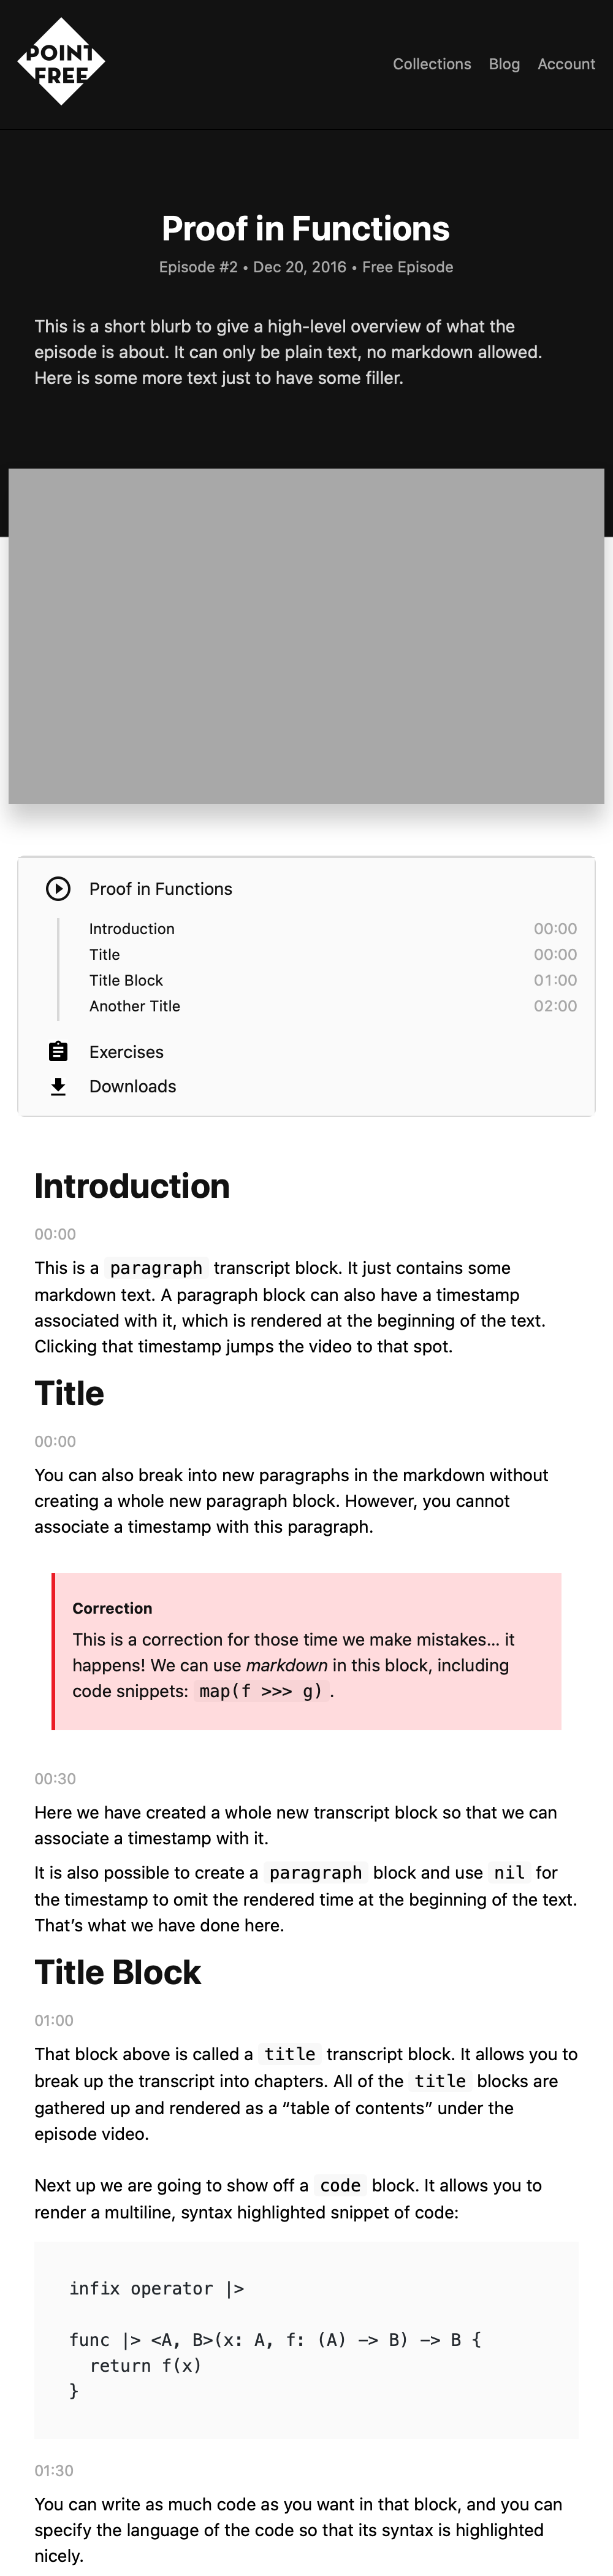 POINT
FREE
Collections Blog Account
Proof in Functions
Episode #2 • Dec 20, 2016 • Free Episode
This is a short blurb to give a high-level overview of what the
episode is about. It can only be plain text, no markdown allowed.
Here is some more text just to have some filler.
Proof in Functions
Introduction 00:00
Title 00:00
Title Block 01:00
Another Title 02:00
Exercises
Downloads
Introduction
00:00
This is a paragraph transcript block. It just contains some
markdown text. A paragraph block can also have a timestamp
associated with it, which is rendered at the beginning of the text.
Clicking that timestamp jumps the video to that spot.
Title
00:00
You can also break into new paragraphs in the markdown without
creating a whole new paragraph block. However, you cannot
associate a timestamp with this paragraph.
Correction
This is a correction for those time we make mistakes… it
happens! We can use markdown in this block, including
code snippets: map(f >>> g).
00:30
Here we have created a whole new transcript block so that we can
associate a timestamp with it.
It is also possible to create a paragraph block and use nil for
the timestamp to omit the rendered time at the beginning of the text.
That’s what we have done here.
Title Block
01:00
That block above is called a title transcript block. It allows you to
break up the transcript into chapters. All of the title blocks are
gathered up and rendered as a “table of contents” under the
episode video.
Next up we are going to show off a code block. It allows you to
render a multiline, syntax highlighted snippet of code:
infix operator |>
func |> <A, B>(x: A, f: (A) -> B) -> B {
  return f(x)
}
01:30
You can write as much code as you want in that block, and you can
specify the language of the code so that its syntax is highlighted
nicely.